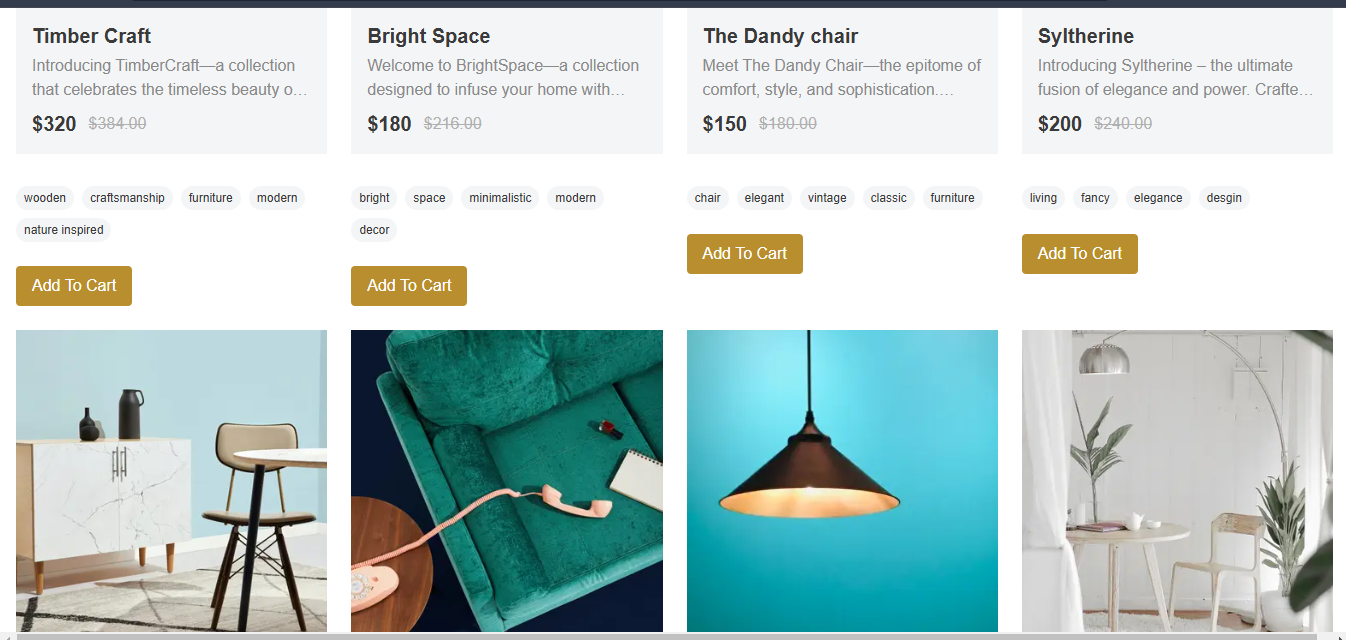 Timber Craft
Introducing TimberCraft—a collection
that celebrates the timeless beauty o...
$320 $384.00
wooden craftsmanship furniture modern
nature inspired
Add To Cart
Bright Space
Welcome to BrightSpace—a collection
designed to infuse your home with...
$180 $216.00
bright space minimalistic modern
decor
Add To Cart
The Dandy chair
Meet The Dandy Chair—the epitome of
comfort, style, and sophistication....
$150 $180.00
chair elegant vintage classic furniture
Add To Cart
Syltherine
Introducing Syltherine – the ultimate
fusion of elegance and power. Crafte...
$200 $240.00
living fancy elegance desgin
Add To Cart